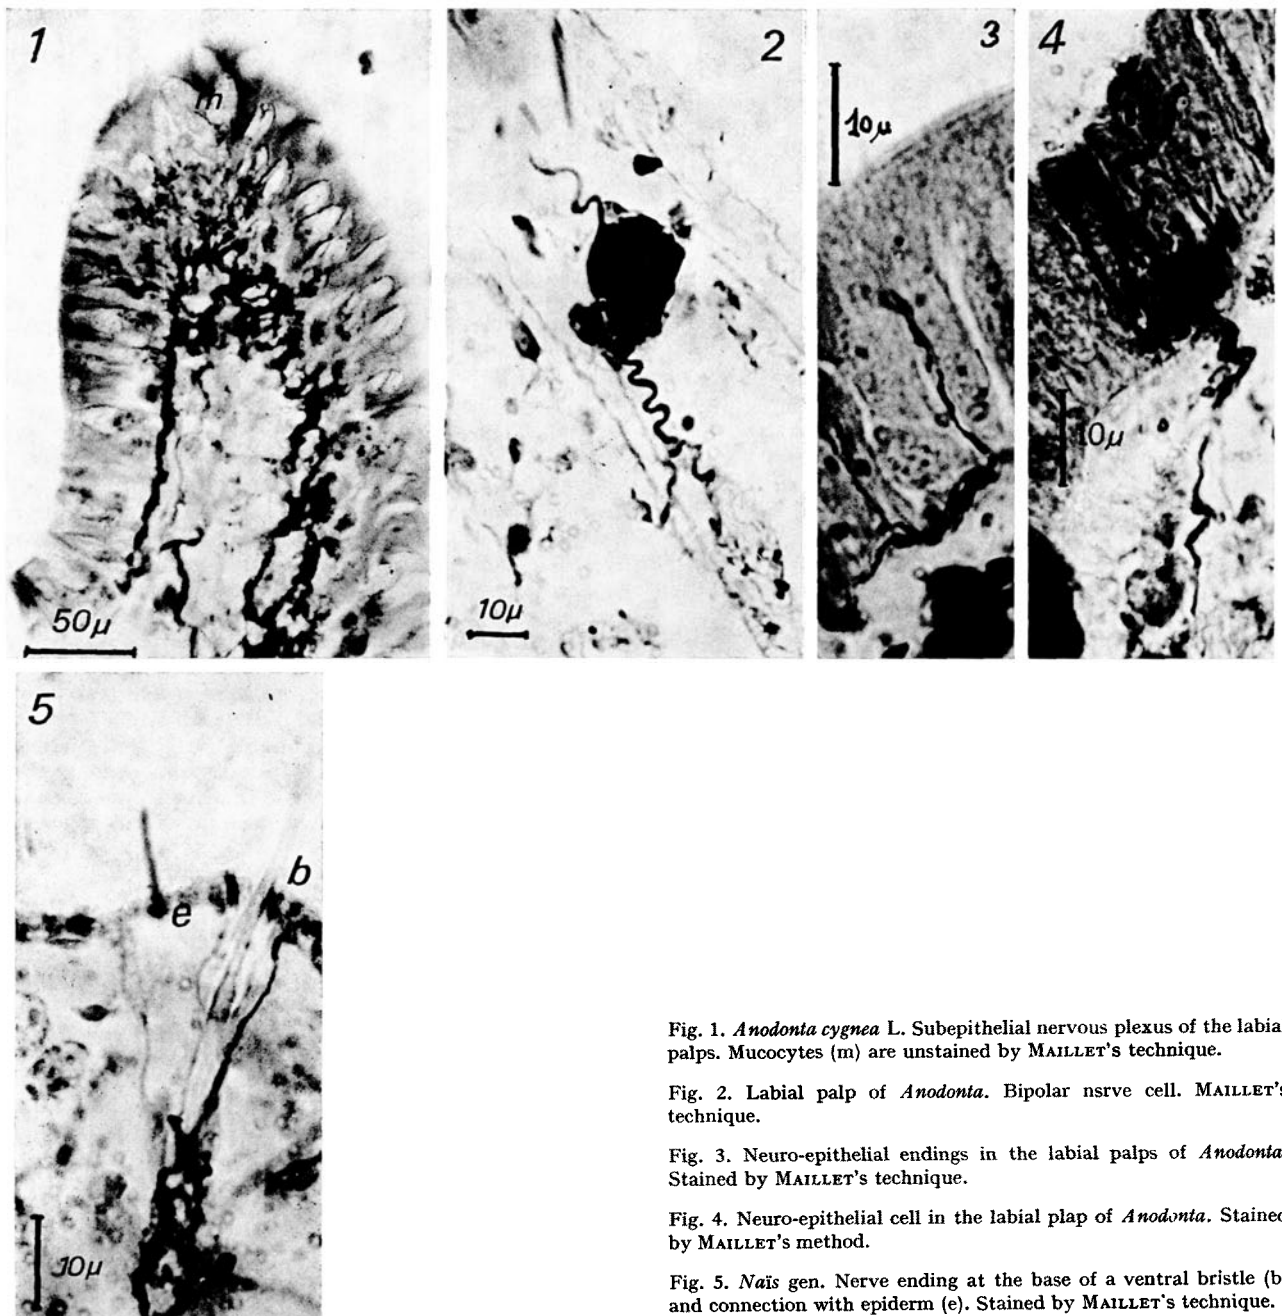 1
m
50μ
2
10μ
3
10μ
4
10μ
5
b
e
10μ
Fig. 1. Anodonta cygnea L. Subepithelial nervous plexus of the labia
palps. Mucocytes (m) are unstained by MAILLET's technique.
Fig. 2. Labial palp of Anodonta. Bipolar nsrve cell. MAILLET's
technique.
Fig. 3. Neuro-epithelial endings in the labial palps of Anodonta
Stained by MAILLET's technique.
Fig. 4. Neuro-epithelial cell in the labial plap of Anodonta. Stained
by MAILLET's method.
Fig. 5. Naïs gen. Nerve ending at the base of a ventral bristle (b
and connection with epiderm (e). Stained by MAILLET's technique.